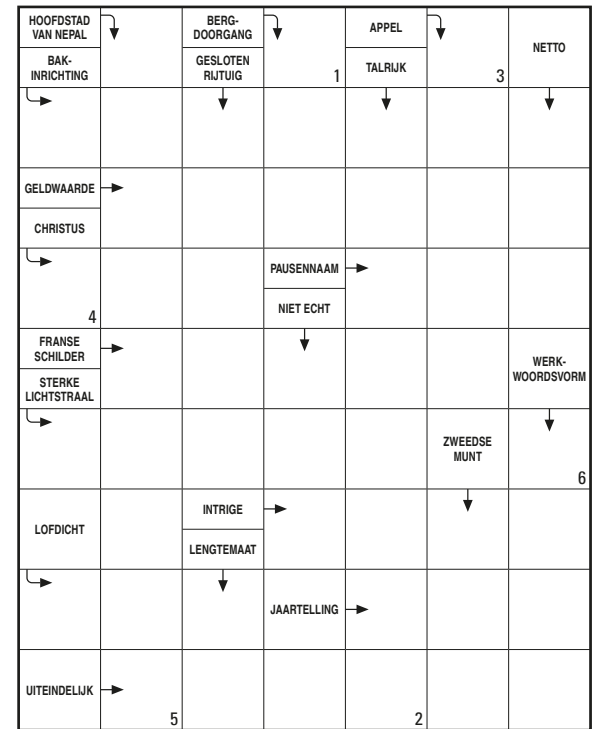 HOOFDSTAD
VAN NEPAL
BAK-
INRICHTING
BERG-
DOORGANG
GESLOTEN
RIJTUIG
1
APPEL
TALRIJK
3
NETTO
GELDWAARDE
CHRISTUS
4
PAUSENNAAM
NIET ECHT
FRANSE
SCHILDER
STERKE
LICHTSTRAAL
WERK-
WOORDSVORM
ZWEEDSE
MUNT
6
LOFDICHT
INTRIGE
LENGTEMAAT
JAARTELLING
UITEINDELIJK
5
2